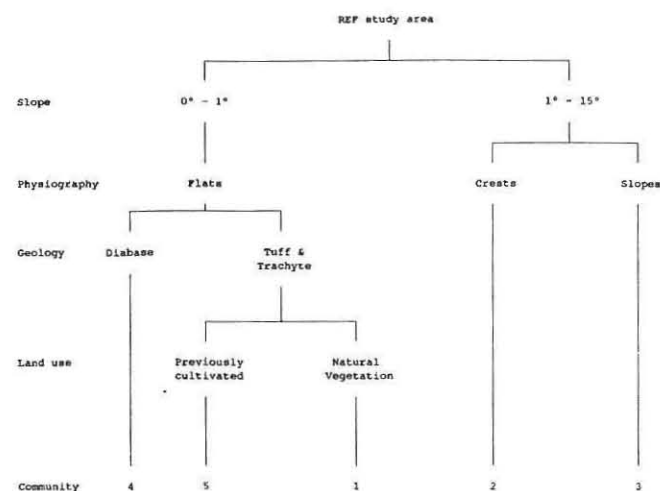 REF study area
Slope 0° - 1° 1° - 15°
Physiography Flats Crests Slopes
Geology Diabase Tuff &
Trachyte
Land use Previously Natural
cultivated Vegetation
Community 4 5 1 2 3